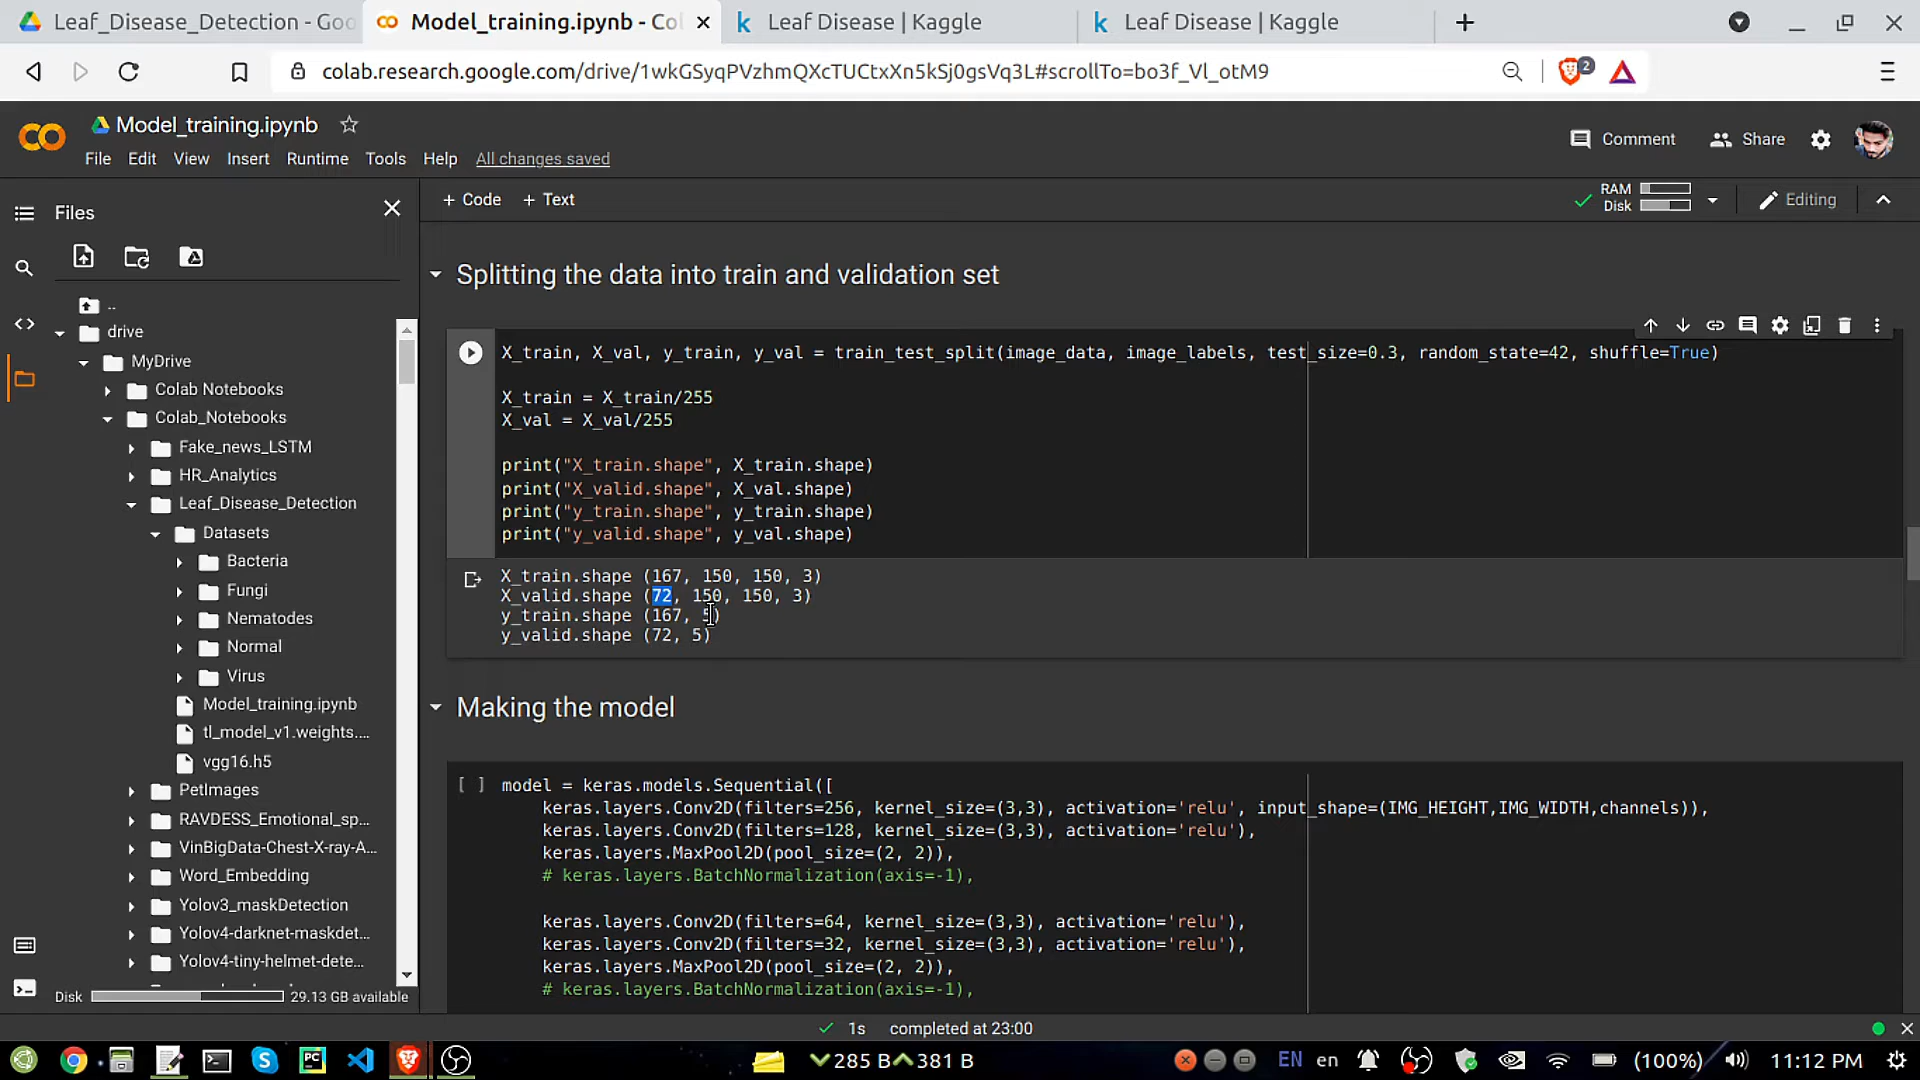 Leaf_Disease_Detection - Goo
Model_training.ipynb - Col
Leaf Disease | Kaggle
Leaf Disease | Kaggle
colab.research.google.com/drive/1wkGSyqPVzhmQXcTUCtxXn5kSj0gsVq3L#scrollTo=bo3f_Vl_otM9
2
Model_training.ipynb
Comment
Share
File Edit View Insert Runtime Tools Help All changes saved
Files
+ Code + Text
RAM
Disk
Editing
..
drive
MyDrive
Colab Notebooks
Colab_Notebooks
Fake_news_LSTM
HR_Analytics
Leaf_Disease_Detection
Datasets
Bacteria
Fungi
Nematodes
Normal
Virus
Model_training.ipynb
tl_model_v1.weights....
vgg16.h5
PetImages
RAVDESS_Emotional_sp...
VinBigData-Chest-X-ray-A...
Word_Embedding
Yolov3_maskDetection
Yolov4-darknet-maskdet...
Yolov4-tiny-helmet-dete...
Disk 29.13 GB available
Splitting the data into train and validation set
X_train, X_val, y_train, y_val = train_test_split(image_data, image_labels, test_size=0.3, random_state=42, shuffle=True)
X_train = X_train/255
X_val = X_val/255
print("X_train.shape", X_train.shape)
print("X_valid.shape", X_val.shape)
print("y_train.shape", y_train.shape)
print("y_valid.shape", y_val.shape)
X_train.shape (167, 150, 150, 3)
X_valid.shape (72, 150, 150, 3)
y_train.shape (167, 5)
y_valid.shape (72, 5)
Making the model
[ ] model = keras.models.Sequential([
keras.layers.Conv2D(filters=256, kernel_size=(3,3), activation='relu', input_shape=(IMG_HEIGHT,IMG_WIDTH,channels)),
keras.layers.Conv2D(filters=128, kernel_size=(3,3), activation='relu'),
keras.layers.MaxPool2D(pool_size=(2, 2)),
# keras.layers.BatchNormalization(axis=-1),
keras.layers.Conv2D(filters=64, kernel_size=(3,3), activation='relu'),
keras.layers.Conv2D(filters=32, kernel_size=(3,3), activation='relu'),
keras.layers.MaxPool2D(pool_size=(2, 2)),
# keras.layers.BatchNormalization(axis=-1),
1s completed at 23:00
285 B 381 B
EN en (100%) 11:12 PM